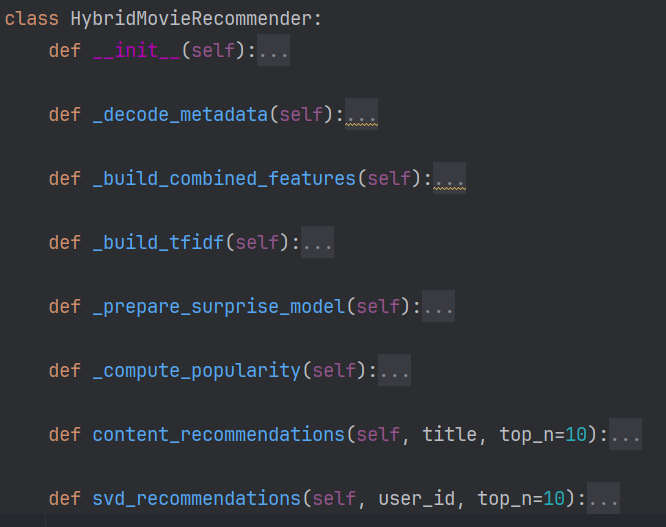 class HybridMovieRecommender:
def __init__(self):...
def _decode_metadata(self):...
def _build_combined_features(self):...
def _build_tfidf(self):...
def _prepare_surprise_model(self):...
def _compute_popularity(self):...
def content_recommendations(self, title, top_n=10):...
def svd_recommendations(self, user_id, top_n=10):...